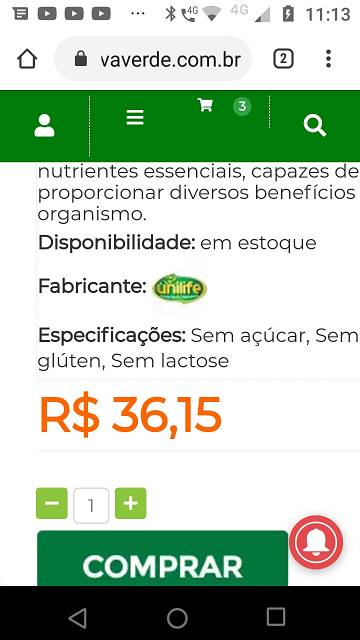 4G
4G
11:13
vaverde.com.br/
2
3
nutrientes essenciais, capazes de
proporcionar diversos benefícios
organismo.
Disponibilidade: em estoque
Fabricante: unilife
Especificações: Sem açúcar, Sem
glúten, Sem lactose
R$ 36,15
1
COMPRAR